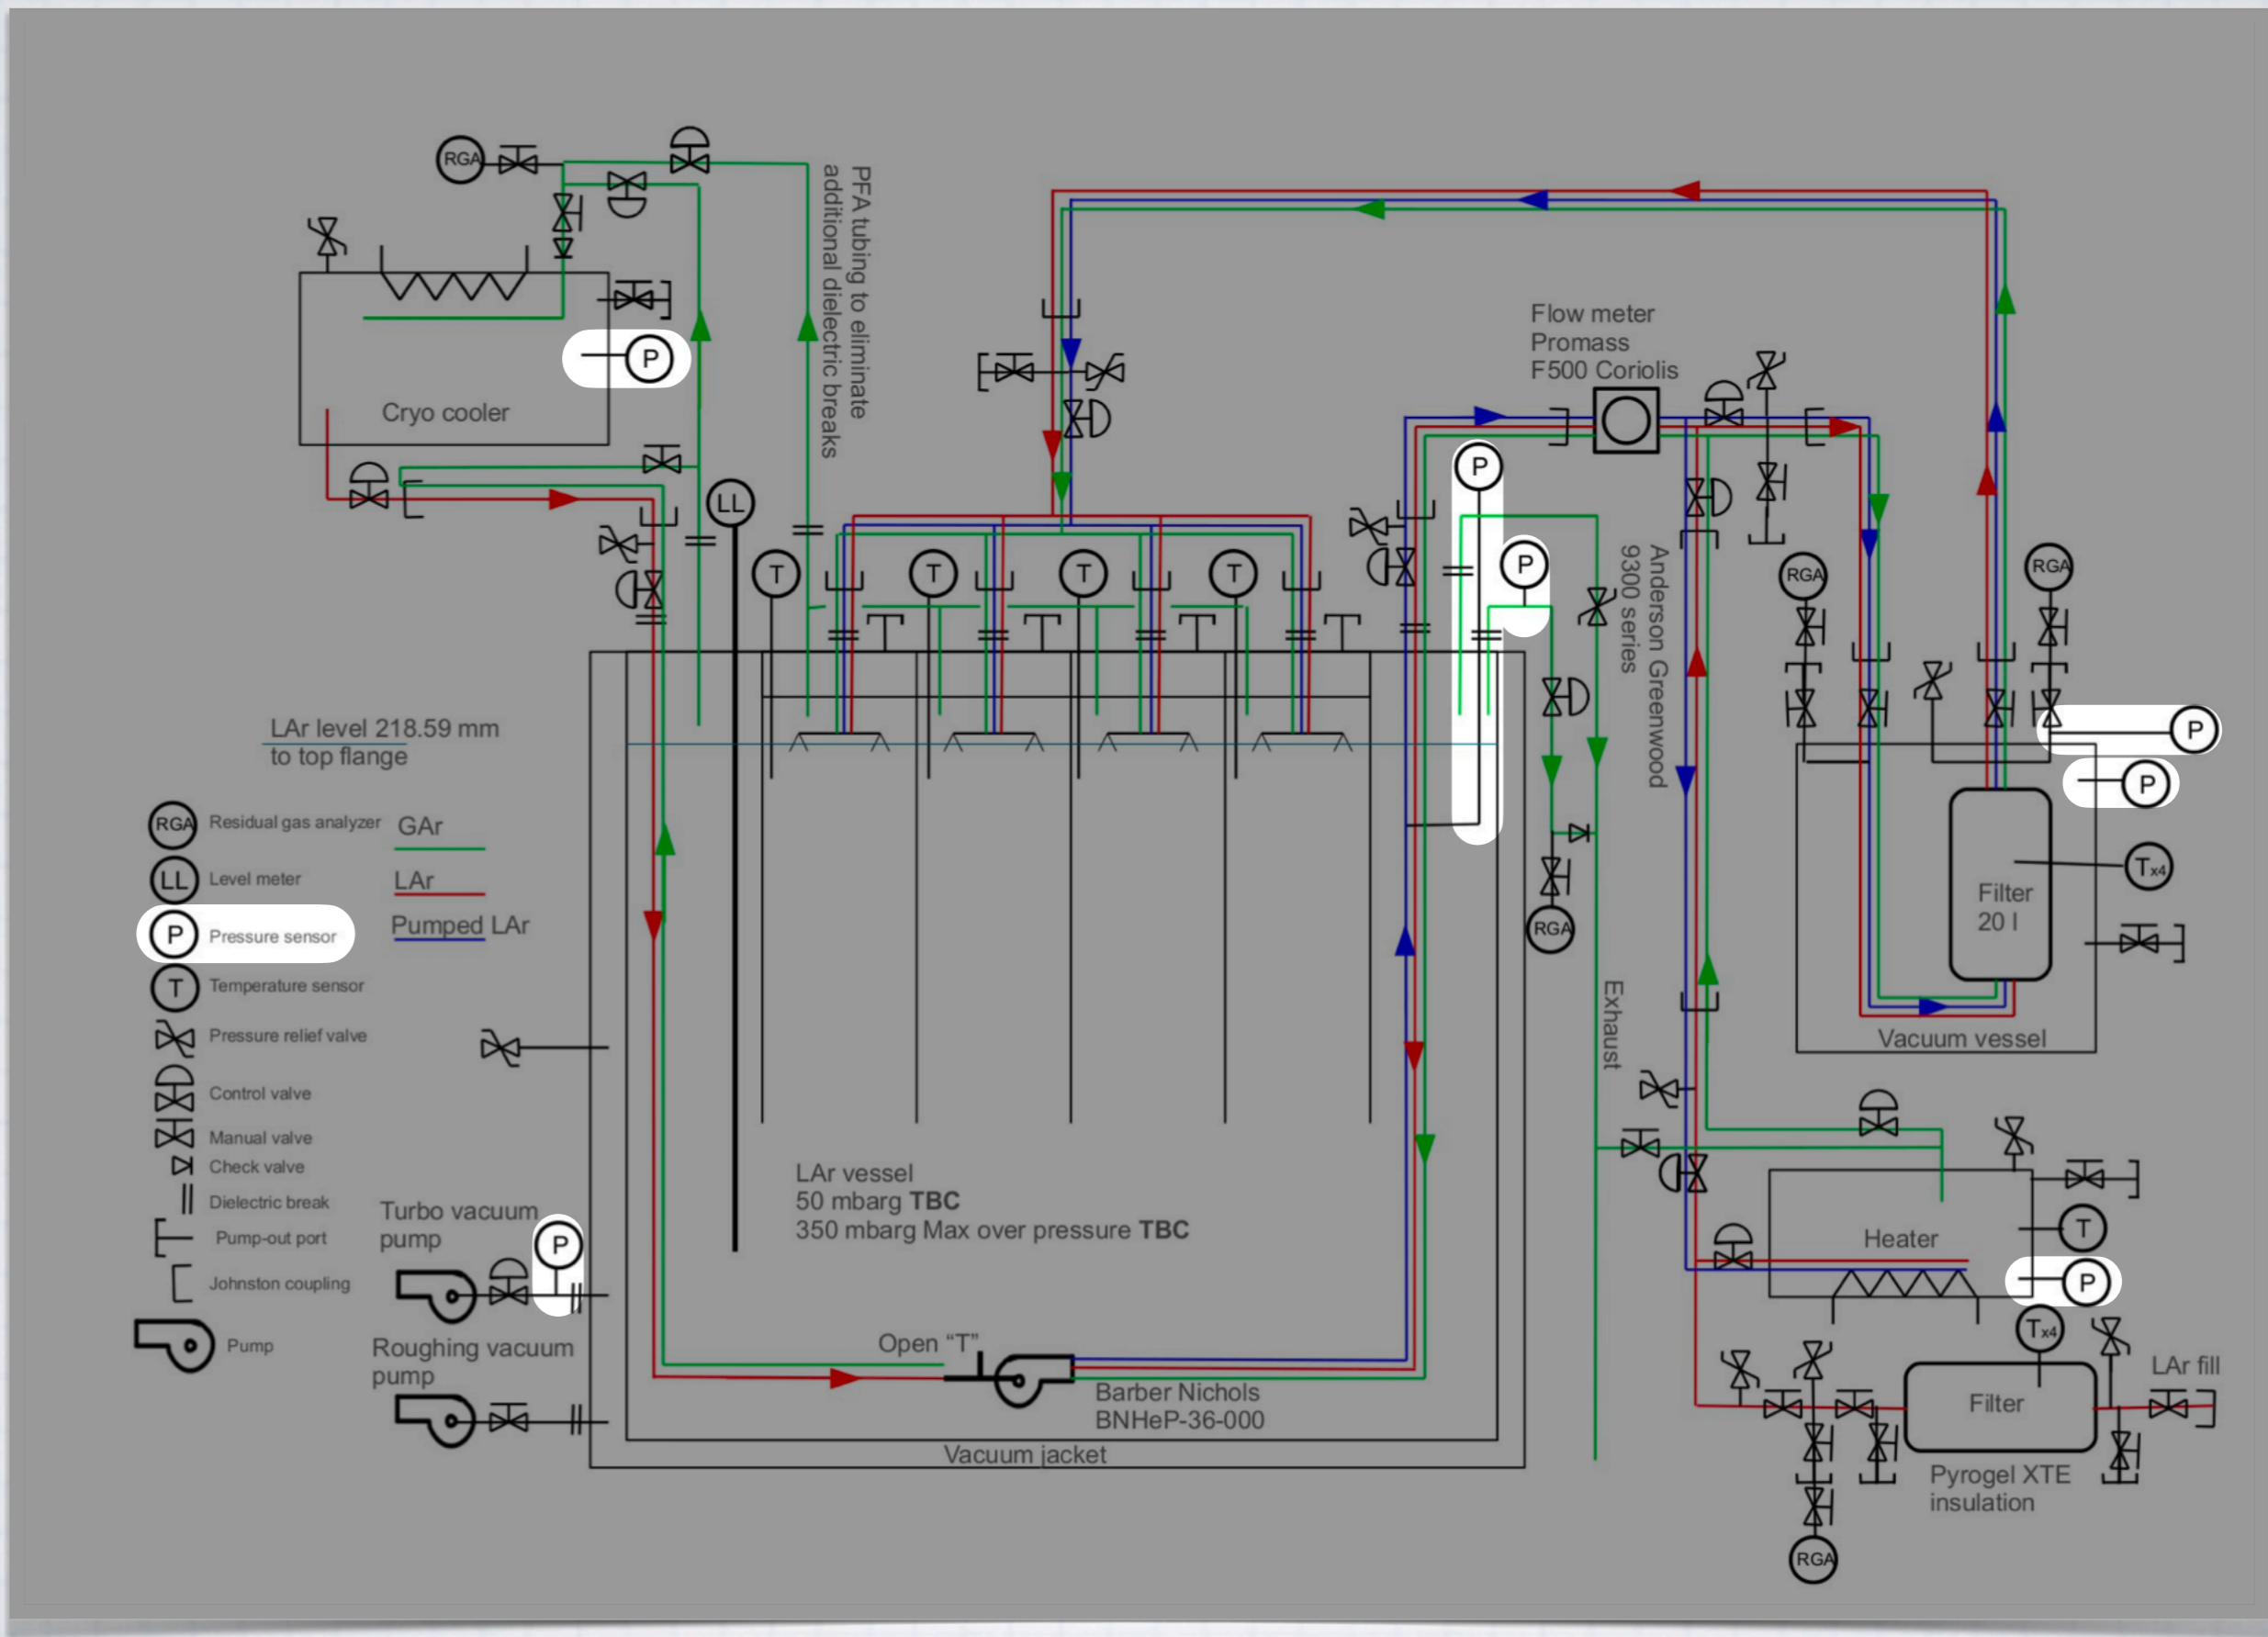 RGA
PFA tubing to eliminate
additional dielectric breaks
P
Cryo cooler
LL
T
T
T
T
Flow meter
Promass
F500 Coriolis
P
P
Anderson Greenwood
9300 series
RGA
RGA
P
P
Tx4
Filter
20 l
Vacuum vessel
RGA
Exhaust
LAr level 218.59 mm
to top flange
RGA Residual gas analyzer
LL Level meter
P Pressure sensor
T Temperature sensor
Pressure relief valve
Control valve
Manual valve
Check valve
Dielectric break
Pump-out port
Johnston coupling
Pump
GAr
LAr
Pumped LAr
Turbo vacuum
pump
P
Roughing vacuum
pump
LAr vessel
50 mbarg TBC
350 mbarg Max over pressure TBC
Open “T”
Barber Nichols
BNHeP-36-000
Vacuum jacket
Heater
T
P
Tx4
LAr fill
Filter
Pyrogel XTE
insulation
RGA